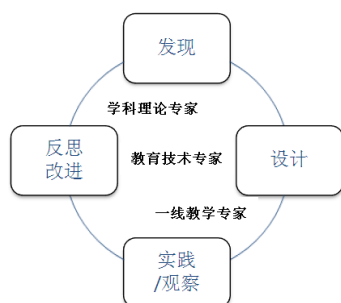 发现
学科理论专家
反思
改进
教育技术专家
设计
一线教学专家
实践
/观察